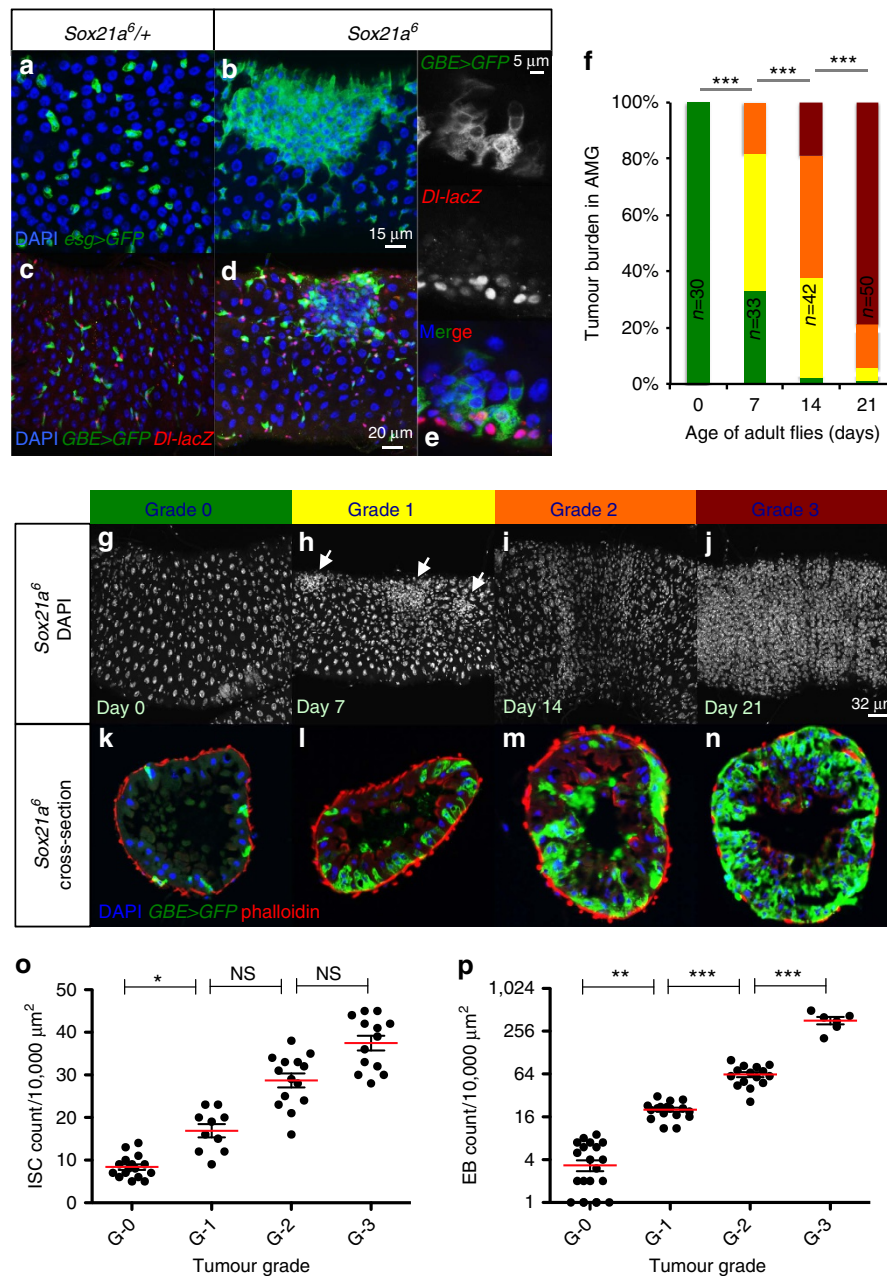 Sox21a⁶/+
Sox21a⁶
a
b
GBE>GFP
5 µm
Dl-lacZ
DAPI esg>GFP
15 µm
c
d
Merge
DAPI GBE>GFP Dl-lacZ
20 µm
e
f
*** *** ***
100%
80%
60%
40%
20%
0%
Tumour burden in AMG
n=30
n=33
n=42
n=50
0 7 14 21
Age of adult flies (days)
Grade 0
Grade 1
Grade 2
Grade 3
Sox21a⁶
DAPI
g
h
i
j
Day 0
Day 7
Day 14
Day 21
32 µm
Sox21a⁶
cross-section
k
l
m
n
DAPI GBE>GFP phalloidin
o
* NS NS
50
40
30
20
10
0
ISC count/10,000 µm²
G-0 G-1 G-2 G-3
Tumour grade
p
** *** ***
1,024
256
64
16
4
1
EB count/10,000 µm²
G-0 G-1 G-2 G-3
Tumour grade